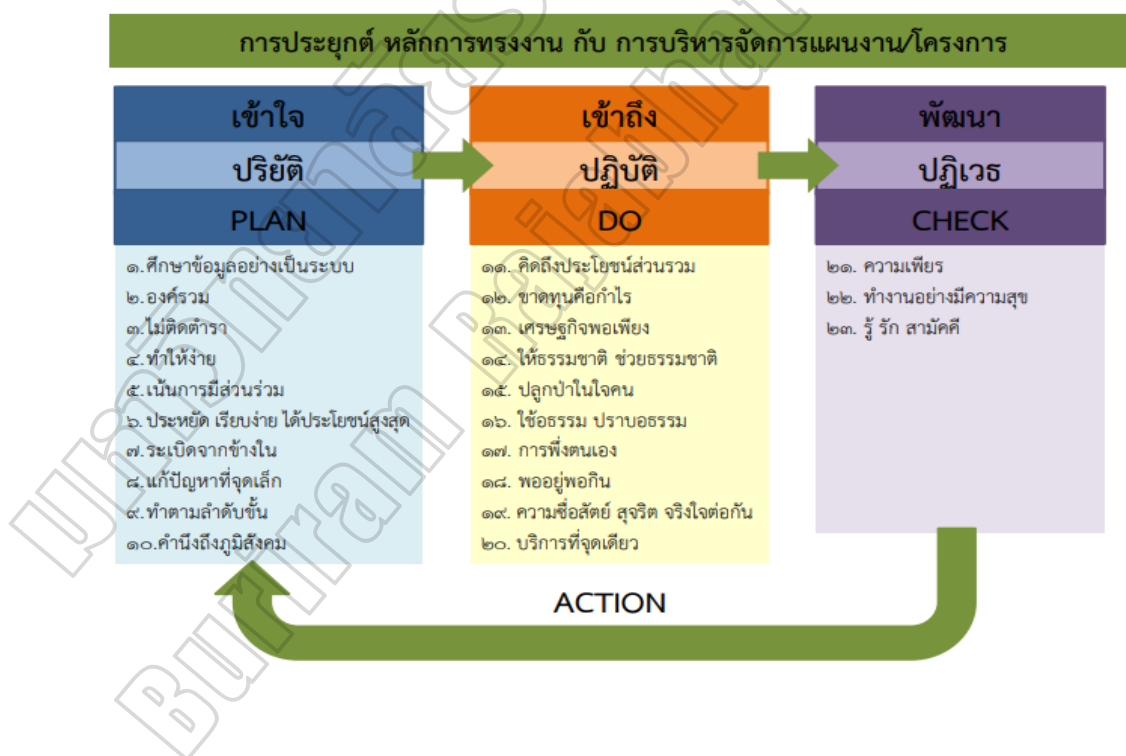 การประยุกต์ หลักการทรงงาน กับ การบริหารจัดการแผนงาน/โครงการ
เข้าใจ
ปริยัติ
PLAN
๑.ศึกษาข้อมูลอย่างเป็นระบบ
๒.องค์รวม
๓.ไม่ติดตำรา
๔.ทำให้ง่าย
๕.เน้นการมีส่วนร่วม
๖.ประหยัด เรียบง่าย ได้ประโยชน์สูงสุด
๗.ระเบิดจากข้างใน
๘.แก้ปัญหาที่จุดเล็ก
๙.ทำตามลำดับขั้น
๑๐.คำนึงถึงภูมิสังคม
เข้าถึง
ปฏิบัติ
DO
๑๑. คิดถึงประโยชน์ส่วนรวม
๑๒. ขาดทุนคือกำไร
๑๓. เศรษฐกิจพอเพียง
๑๔. ให้ธรรมชาติ ช่วยธรรมชาติ
๑๕. ปลูกป่าในใจคน
๑๖. ใช้อธรรม ปราบอธรรม
๑๗. การพึ่งตนเอง
๑๘. พออยู่พอกิน
๑๙. ความซื่อสัตย์ สุจริต จริงใจต่อกัน
๒๐. บริการที่จุดเดียว
พัฒนา
ปฏิเวธ
CHECK
๒๑. ความเพียร
๒๒. ทำงานอย่างมีความสุข
๒๓. รู้ รัก สามัคคี
ACTION
Buriram Rajabhat